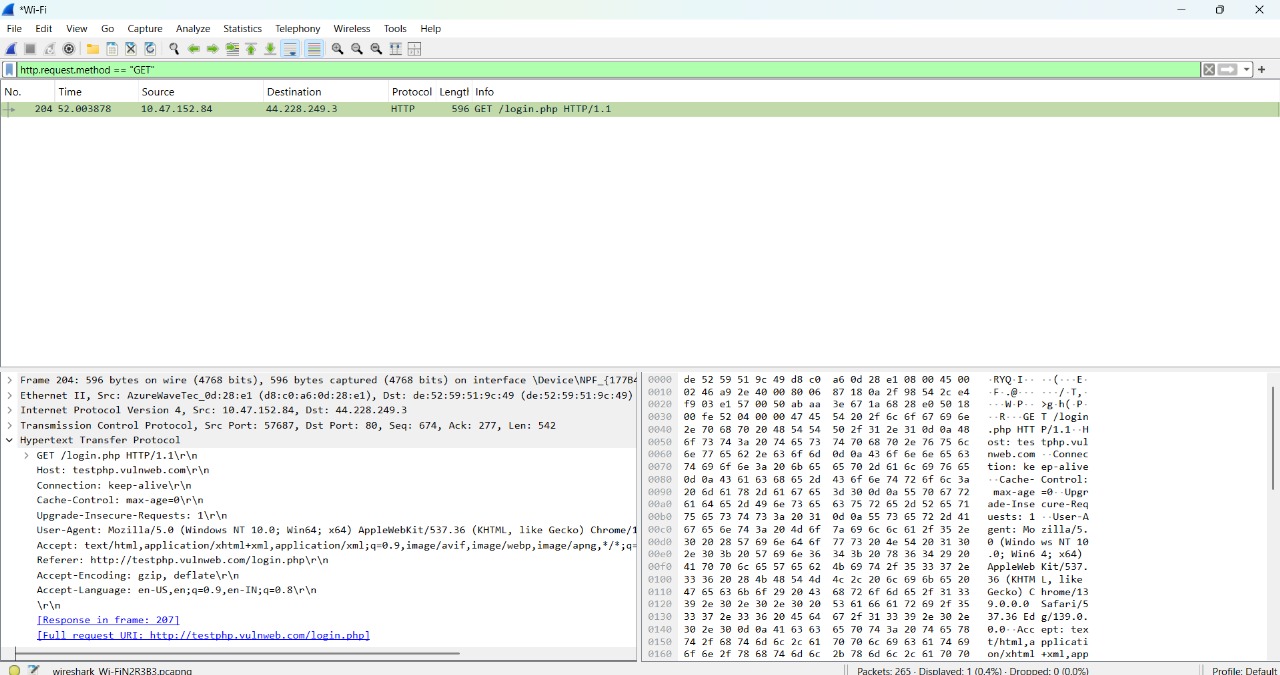 *Wi-Fi
File Edit View Go Capture Analyze Statistics Telephony Wireless Tools Help
http.request.method == "GET"
No. Time Source Destination Protocol Length Info
204 52.003878 10.47.152.84 44.228.249.3 HTTP 596 GET /login.php HTTP/1.1
Frame 204: 596 bytes on wire (4768 bits), 596 bytes captured (4768 bits) on interface \Device\NPF_{177B4
Ethernet II, Src: AzureWaveTec_0d:28:e1 (d8:c0:a6:0d:28:e1), Dst: de:52:59:51:9c:49 (de:52:59:51:9c:49)
Internet Protocol Version 4, Src: 10.47.152.84, Dst: 44.228.249.3
Transmission Control Protocol, Src Port: 57687, Dst Port: 80, Seq: 674, Ack: 277, Len: 542
Hypertext Transfer Protocol
GET /login.php HTTP/1.1\r\n
Host: testphp.vulnweb.com\r\n
Connection: keep-alive\r\n
Cache-Control: max-age=0\r\n
Upgrade-Insecure-Requests: 1\r\n
User-Agent: Mozilla/5.0 (Windows NT 10.0; Win64; x64) AppleWebKit/537.36 (KHTML, like Gecko) Chrome/1
Accept: text/html,application/xhtml+xml,application/xml;q=0.9,image/avif,image/webp,image/apng,*/*;q=
Referer: http://testphp.vulnweb.com/login.php\r\n
Accept-Encoding: gzip, deflate\r\n
Accept-Language: en-US,en;q=0.9,en-IN;q=0.8\r\n
\r\n
[Response in frame: 207]
[Full request URI: http://testphp.vulnweb.com/login.php]
0000 de 52 59 51 9c 49 d8 c0 a6 0d 28 e1 08 00 45 00 ·RYQ·I·· ··(···E·
0010 02 46 a9 2e 40 00 80 06 87 18 0a 2f 98 54 2c e4 ·F·.@··· ···/·T,·
0020 f9 03 e1 57 00 50 ab aa 3e 67 1a 68 28 e0 50 18 ···W·P·· >g·h(·P·
0030 00 fe 52 04 00 00 47 45 54 20 2f 6c 6f 67 69 6e ··R···GE T /login
0040 2e 70 68 70 20 48 54 54 50 2f 31 2e 31 0d 0a 48 .php HTT P/1.1··H
0050 6f 73 74 3a 20 74 65 73 74 70 68 70 2e 76 75 6c ost: tes tphp.vul
0060 6e 77 65 62 2e 63 6f 6d 0d 0a 43 6f 6e 6e 65 63 nweb.com ··Connec
0070 74 69 6f 6e 3a 20 6b 65 65 70 2d 61 6c 69 76 65 tion: ke ep-alive
0080 0d 0a 43 61 63 68 65 2d 43 6f 6e 74 72 6f 6c 3a ··Cache- Control:
0090 20 6d 61 78 2d 61 67 65 3d 30 0d 0a 55 70 67 72 max-age =0··Upgr
00a0 61 64 65 2d 49 6e 73 65 63 75 72 65 2d 52 65 71 ade-Inse cure-Req
00b0 75 65 73 74 73 3a 20 31 0d 0a 55 73 65 72 2d 41 uests: 1 ··User-A
00c0 67 65 6e 74 3a 20 4d 6f 7a 69 6c 6c 61 2f 35 2e gent: Mo zilla/5.
00d0 30 20 28 57 69 6e 64 6f 77 73 20 4e 54 20 31 30 0 (Windo ws NT 10
00e0 2e 30 3b 20 57 69 6e 36 34 3b 20 78 36 34 29 20 .0; Win6 4; x64)
00f0 41 70 70 6c 65 57 65 62 4b 69 74 2f 35 33 37 2e AppleWeb Kit/537.
0100 33 36 20 28 4b 48 54 4d 4c 2c 20 6c 69 6b 65 20 36 (KHTM L, like
0110 47 65 63 6b 6f 29 20 43 68 72 6f 6d 65 2f 31 33 Gecko) C hrome/13
0120 39 2e 30 2e 30 2e 30 20 53 61 66 61 72 69 2f 35 9.0.0.0 Safari/5
0130 33 37 2e 33 36 20 45 64 67 2f 31 33 39 2e 30 2e 37.36 Ed g/139.0.
0140 30 2e 30 0d 0a 41 63 63 65 70 74 3a 20 74 65 78 0.0··Acc ept: tex
0150 74 2f 68 74 6d 6c 2c 61 70 70 6c 69 63 61 74 69 t/html,a pplicati
0160 6f 6e 2f 78 68 74 6d 6c 2b 78 6d 6c 2c 61 70 70 on/xhtml +xml,app
wireshark_Wi-FiN2R3B3.pcapng Packets: 265 · Displayed: 1 (0.4%) · Dropped: 0 (0.0%) Profile: Default